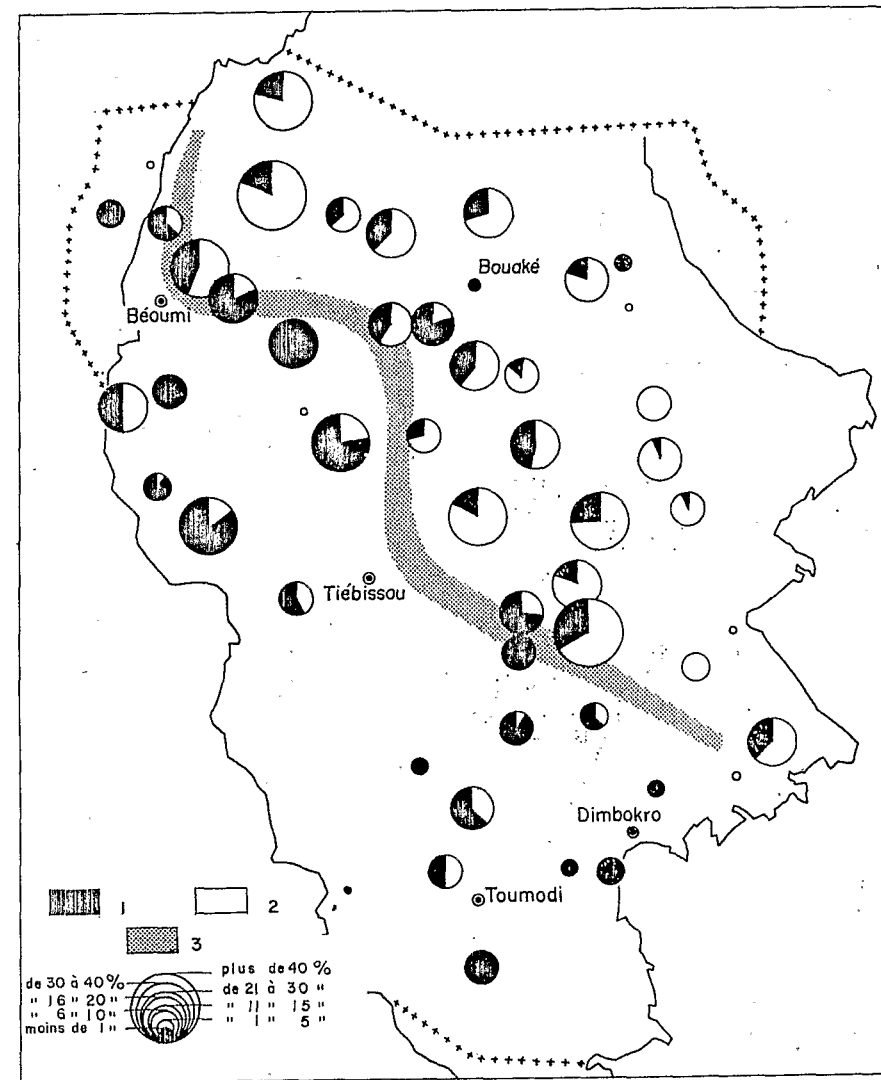 Bouaké
Béoumi
Tiébissou
Dimbokro
Toumodi
1 2
3
de 30 à 40% plus de 40%
" 16 " 20 " de 21 à 30 "
" 6 " 10 " " 11 " 15 "
moins de 1 " " 1 " 5 "